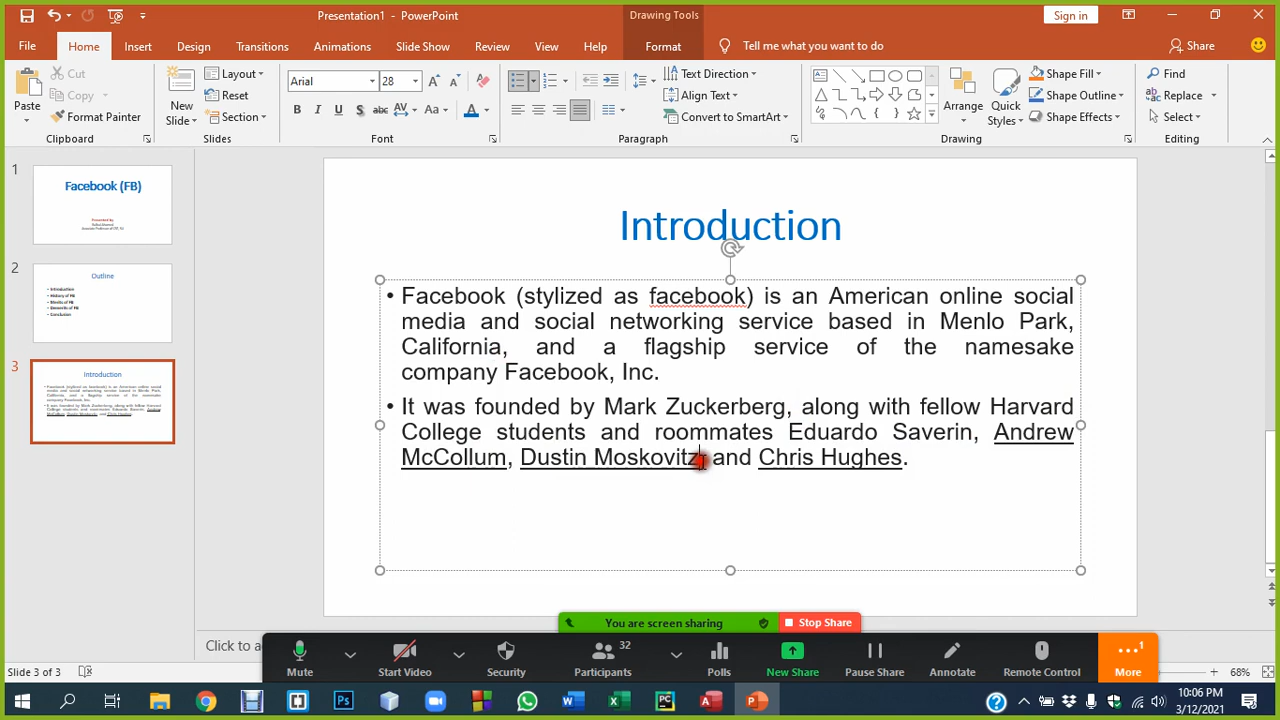 Presentation1 - PowerPoint
Drawing Tools
Sign in
File Home Insert Design Transitions Animations Slide Show Review View Help Format Tell me what you want to do Share
Paste
Cut
Copy
Format Painter
Clipboard
New Slide
Layout
Reset
Section
Slides
Arial 28
B I U S abc AV Aa A
Font
Text Direction
Align Text
Convert to SmartArt
Paragraph
Arrange
Quick Styles
Shape Fill
Shape Outline
Shape Effects
Drawing
Find
Replace
Select
Editing
1
Facebook (FB)
Presented By
2
Outline
Introduction
History of FB
Merits of FB
Demerits of FB
Conclusion
3
Introduction
Introduction
• Facebook (stylized as facebook) is an American online social
media and social networking service based in Menlo Park,
California, and a flagship service of the namesake
company Facebook, Inc.
• It was founded by Mark Zuckerberg, along with fellow Harvard
College students and roommates Eduardo Saverin, Andrew
McCollum, Dustin Moskovitz, and Chris Hughes.
You are screen sharing
Stop Share
Click to a
Mute
Start Video
Security
Participants 32
Polls
New Share
Pause Share
Annotate
Remote Control
More 1
Slide 3 of 3
68%
10:06 PM
3/12/2021